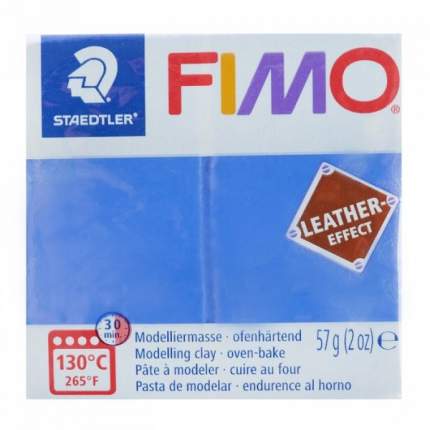 STAEDTLER®
FIMO®
LEATHER-
EFFECT
30
min.
130°C
265°F
Modelliermasse · ofenhärtend
Modelling clay · oven-bake
Pâte à modeler · cuire au four
Pasta de modelar · endurence al horno
57 g (2 oz) ℮